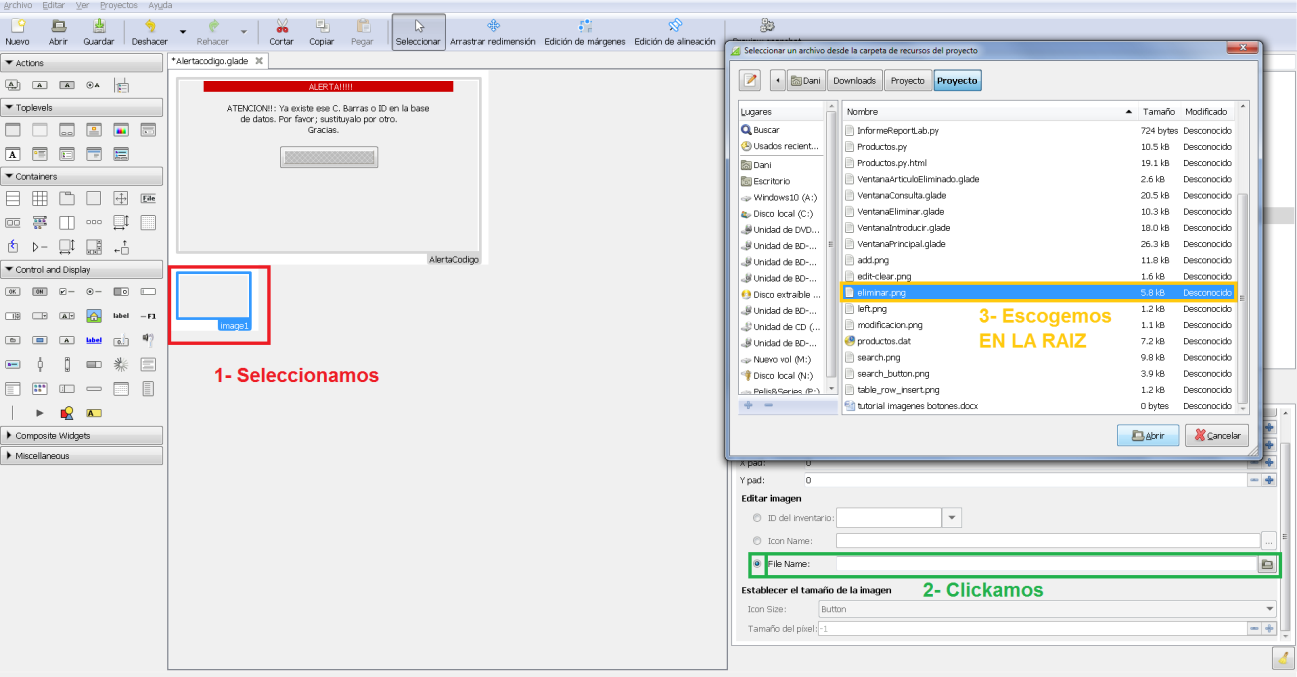 Archivo Editar Ver Proyectos Ayuda
Nuevo Abrir Guardar Deshacer Rehacer Cortar Copiar Pegar Seleccionar Arrastrar redimensión Edición de márgenes Edición de alineación
Actions
Toplevels
Containers
File
Control and Display
OK
label
F1
label
Composite Widgets
Miscellaneous
*Alertacodigo.glade
ALERTA!!!!!
ATENCION!!: Ya existe ese C. Barras o ID en la base
de datos. Por favor; sustituyalo por otro.
Gracias.
AlertaCodigo
image1
1- Seleccionamos
Seleccionar un archivo desde la carpeta de recursos del proyecto
Dani Downloads Proyecto Proyecto
Lugares
Buscar
Usados recient...
Dani
Escritorio
Windows10 (A:)
Disco local (C:)
Unidad de DVD...
Unidad de BD-...
Unidad de BD-...
Unidad de BD-...
Disco extraible ...
Unidad de BD-...
Unidad de CD (...
Unidad de BD-...
Nuevo vol (M:)
Disco local (N:)
Pelis&Series (P:)
Nombre Tamaño Modificado
InformeReportLab.py 724 bytes Desconocido
Productos.py 10.5 kB Desconocido
Productos.py.html 19.1 kB Desconocido
VentanaArticuloEliminado.glade 2.6 kB Desconocido
VentanaConsulta.glade 20.5 kB Desconocido
VentanaEliminar.glade 10.3 kB Desconocido
VentanaIntroducir.glade 18.0 kB Desconocido
VentanaPrincipal.glade 26.3 kB Desconocido
add.png 11.8 kB Desconocido
edit-clear.png 1.6 kB Desconocido
eliminar.png 5.8 kB Desconocido
left.png 1.2 kB Desconocido
modificacion.png 1.1 kB Desconocido
productos.dat 7.2 kB Desconocido
search.png 9.8 kB Desconocido
search_button.png 3.9 kB Desconocido
table_row_insert.png 1.2 kB Desconocido
tutorial imagenes botones.docx 0 bytes Desconocido
3- Escogemos
EN LA RAIZ
Abrir Cancelar
X pad: 0
Y pad: 0
Editar imagen
ID del inventario:
Icon Name: ...
File Name:
Establecer el tamaño de la imagen
2- Clickamos
Icon Size: Button
Tamaño del píxel: -1